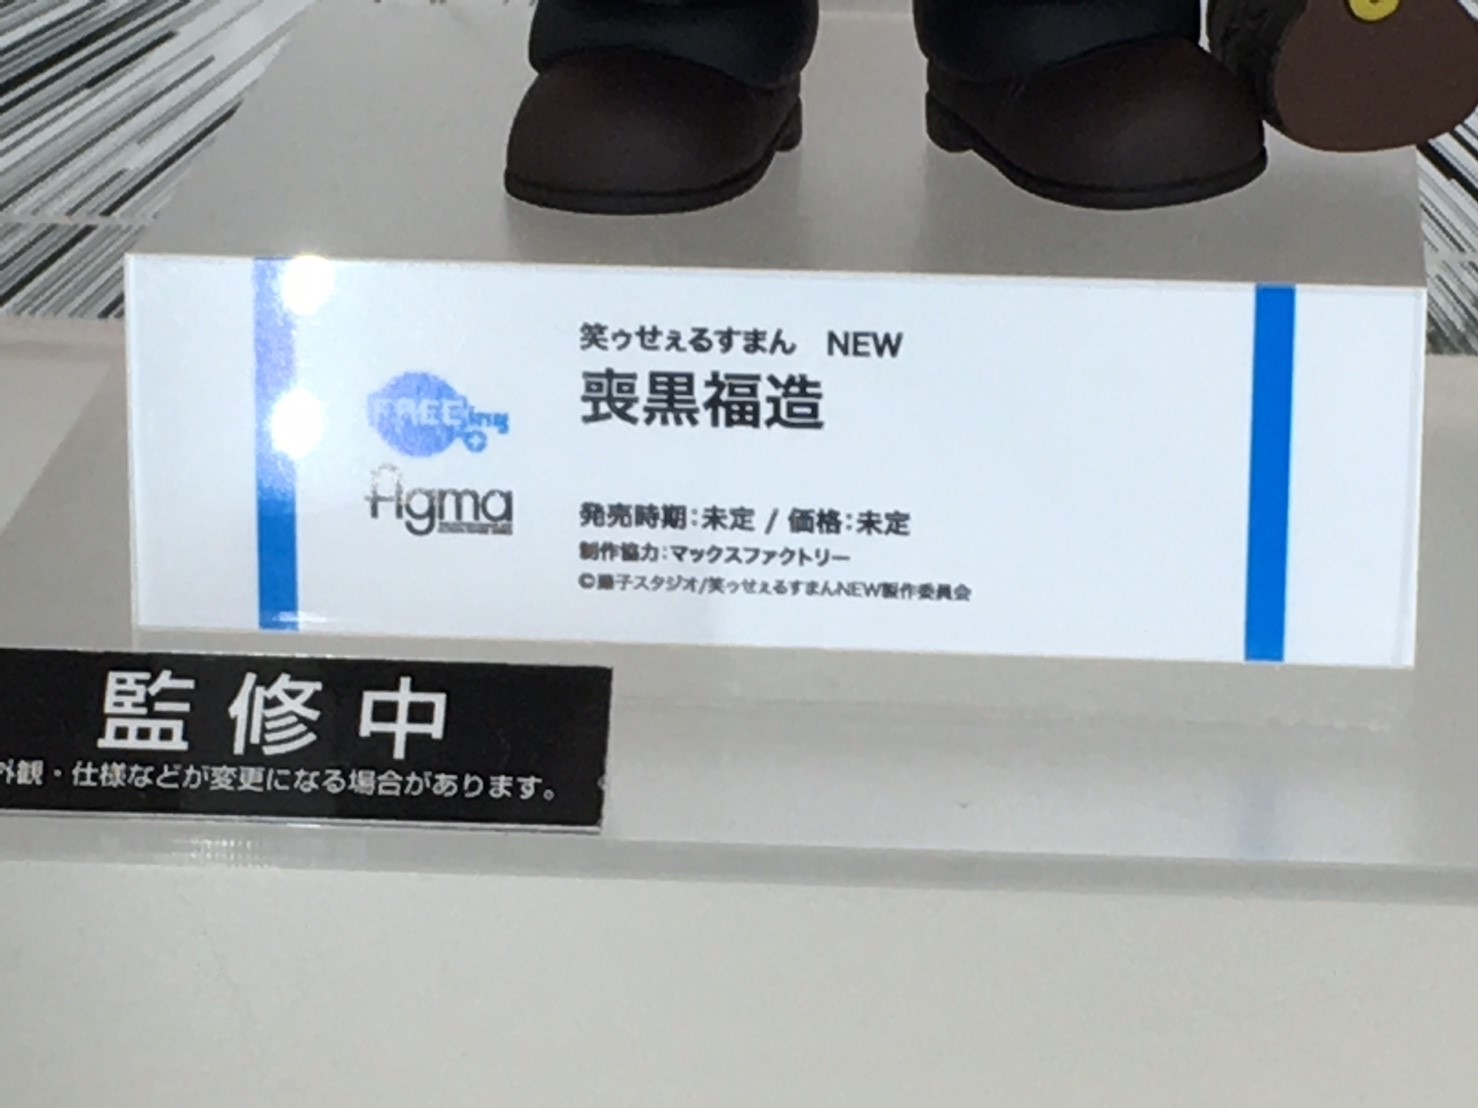 笑ゥせぇるすまん NEW
喪黒福造
FREEing
figma
発売時期:未定 / 価格:未定
制作協力:マックスファクトリー
©藤子スタジオ/笑ゥせぇるすまんNEW製作委員会
監修中
外観・仕様などが変更になる場合があります。